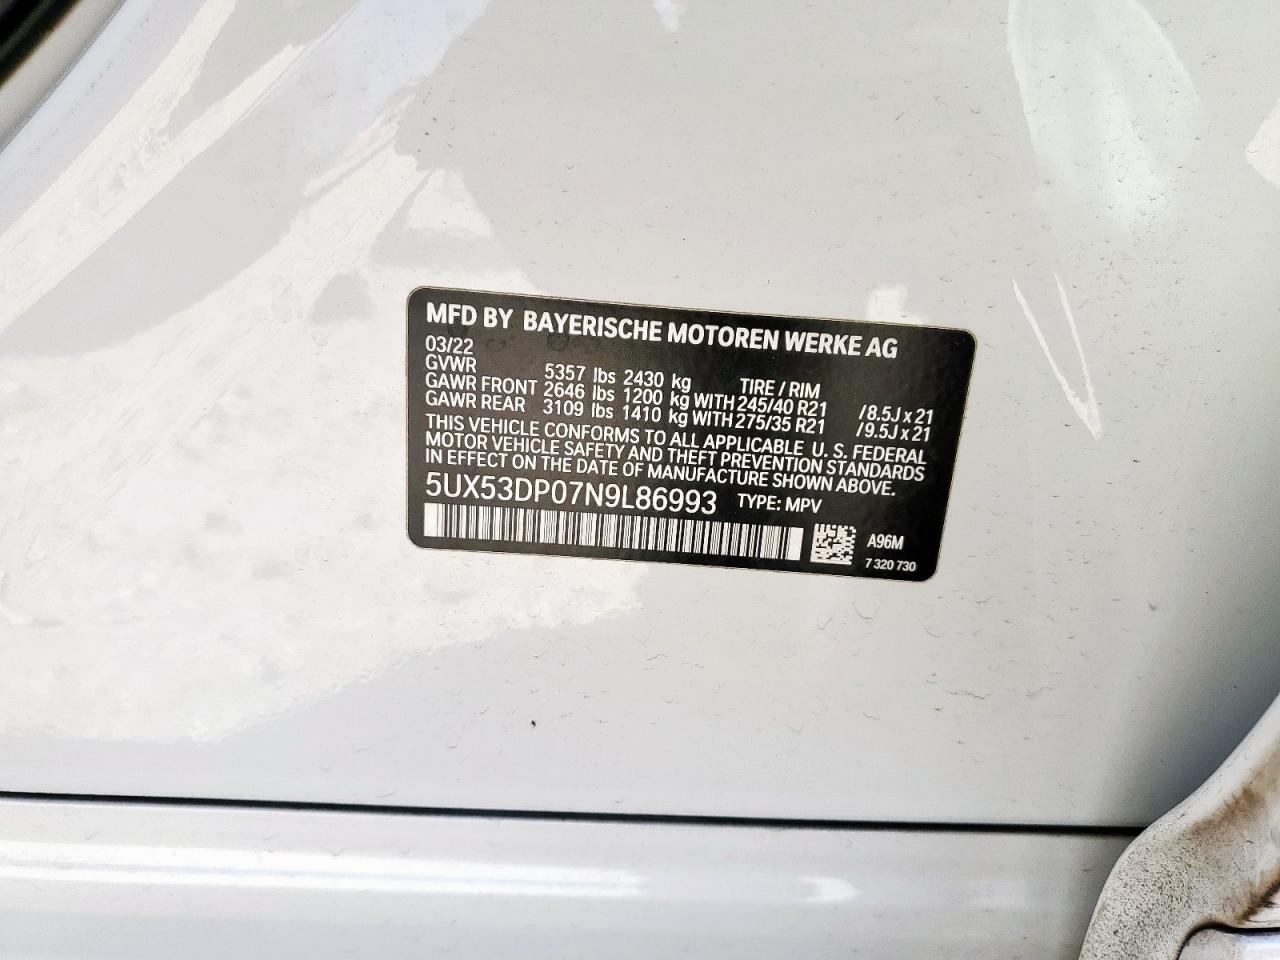 MFD BY BAYERISCHE MOTOREN WERKE AG
03/22
GVWR 5357 lbs 2430 kg TIRE / RIM
GAWR FRONT 2646 lbs 1200 kg WITH 245/40 R21 /8.5J x 21
GAWR REAR 3109 lbs 1410 kg WITH 275/35 R21 /9.5J x 21
THIS VEHICLE CONFORMS TO ALL APPLICABLE U. S. FEDERAL
MOTOR VEHICLE SAFETY AND THEFT PREVENTION STANDARDS
IN EFFECT ON THE DATE OF MANUFACTURE SHOWN ABOVE.
5UX53DP07N9L86993 TYPE: MPV
A96M
7 320 730